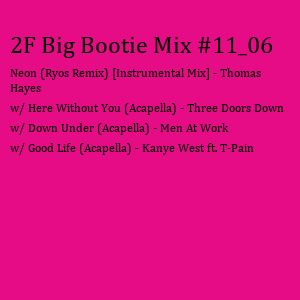 2F Big Bootie Mix #11_06
Neon (Ryos Remix) [Instrumental Mix] - Thomas
Hayes
w/ Here Without You (Acapella) - Three Doors Down
w/ Down Under (Acapella) - Men At Work
w/ Good Life (Acapella) - Kanye West ft. T-Pain